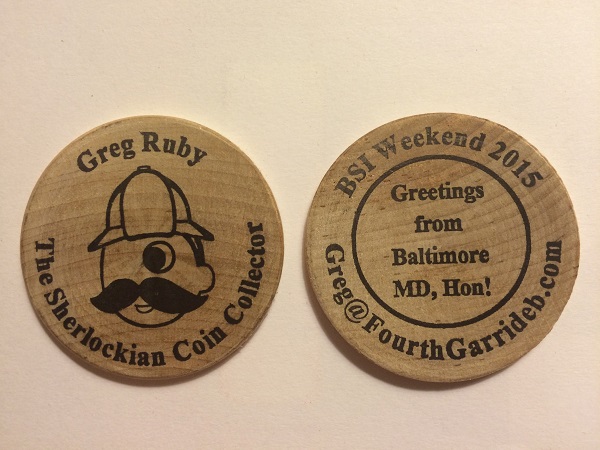 Greg Ruby
The Sherlockian Coin Collector
BSI Weekend 2015
Greetings
from
Baltimore
MD, Hon!
Greg@FourthGarrideb.com